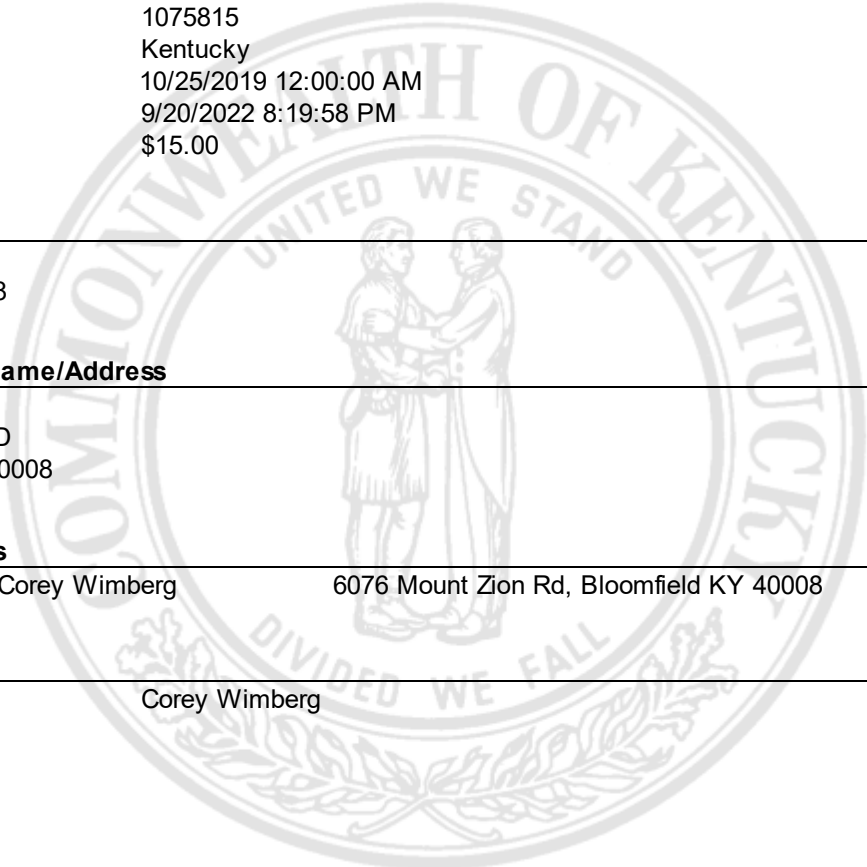 1075815
Kentucky
10/25/2019 12:00:00 AM
9/20/2022 8:19:58 PM
$15.00
COMMONWEALTH OF KENTUCKY
UNITED WE STAND
3
ame/Address
D
0008
s
Corey Wimberg 6076 Mount Zion Rd, Bloomfield KY 40008
DIVIDED WE FALL
Corey Wimberg